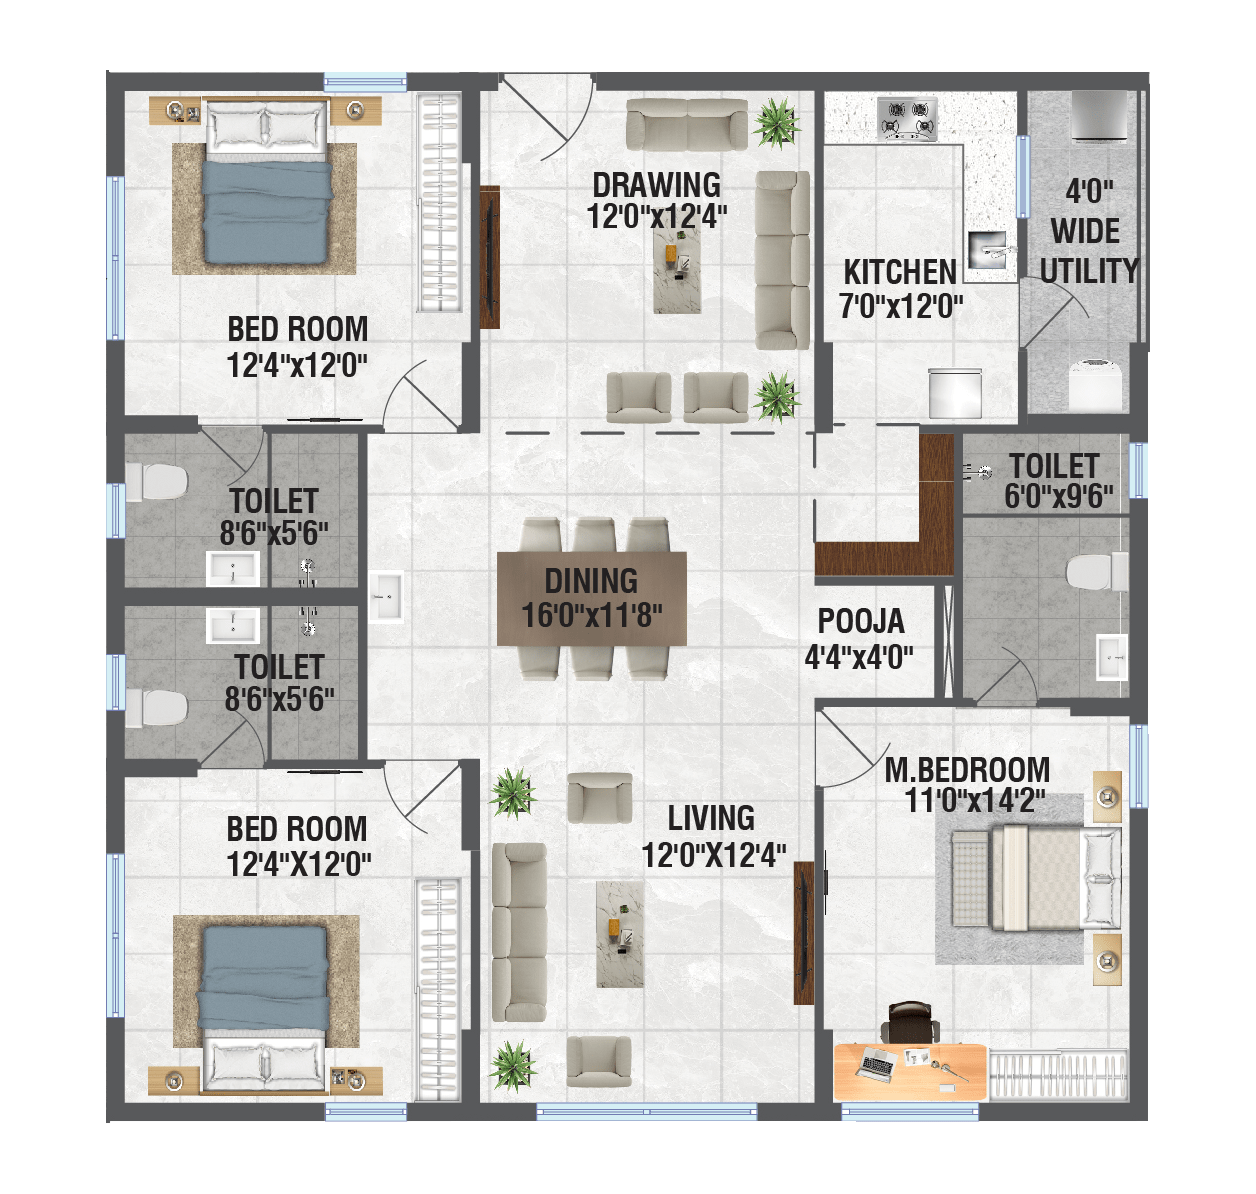 DRAWING
12'0"x12'4"
4'0"
WIDE
UTILITY
KITCHEN
7'0"x12'0"
BED ROOM
12'4"x12'0"
TOILET
8'6"x5'6"
TOILET
6'0"x9'6"
DINING
16'0"x11'8"
POOJA
4'4"x4'0"
TOILET
8'6"x5'6"
M.BEDROOM
11'0"x14'2"
LIVING
12'0"X12'4"
BED ROOM
12'4"X12'0"